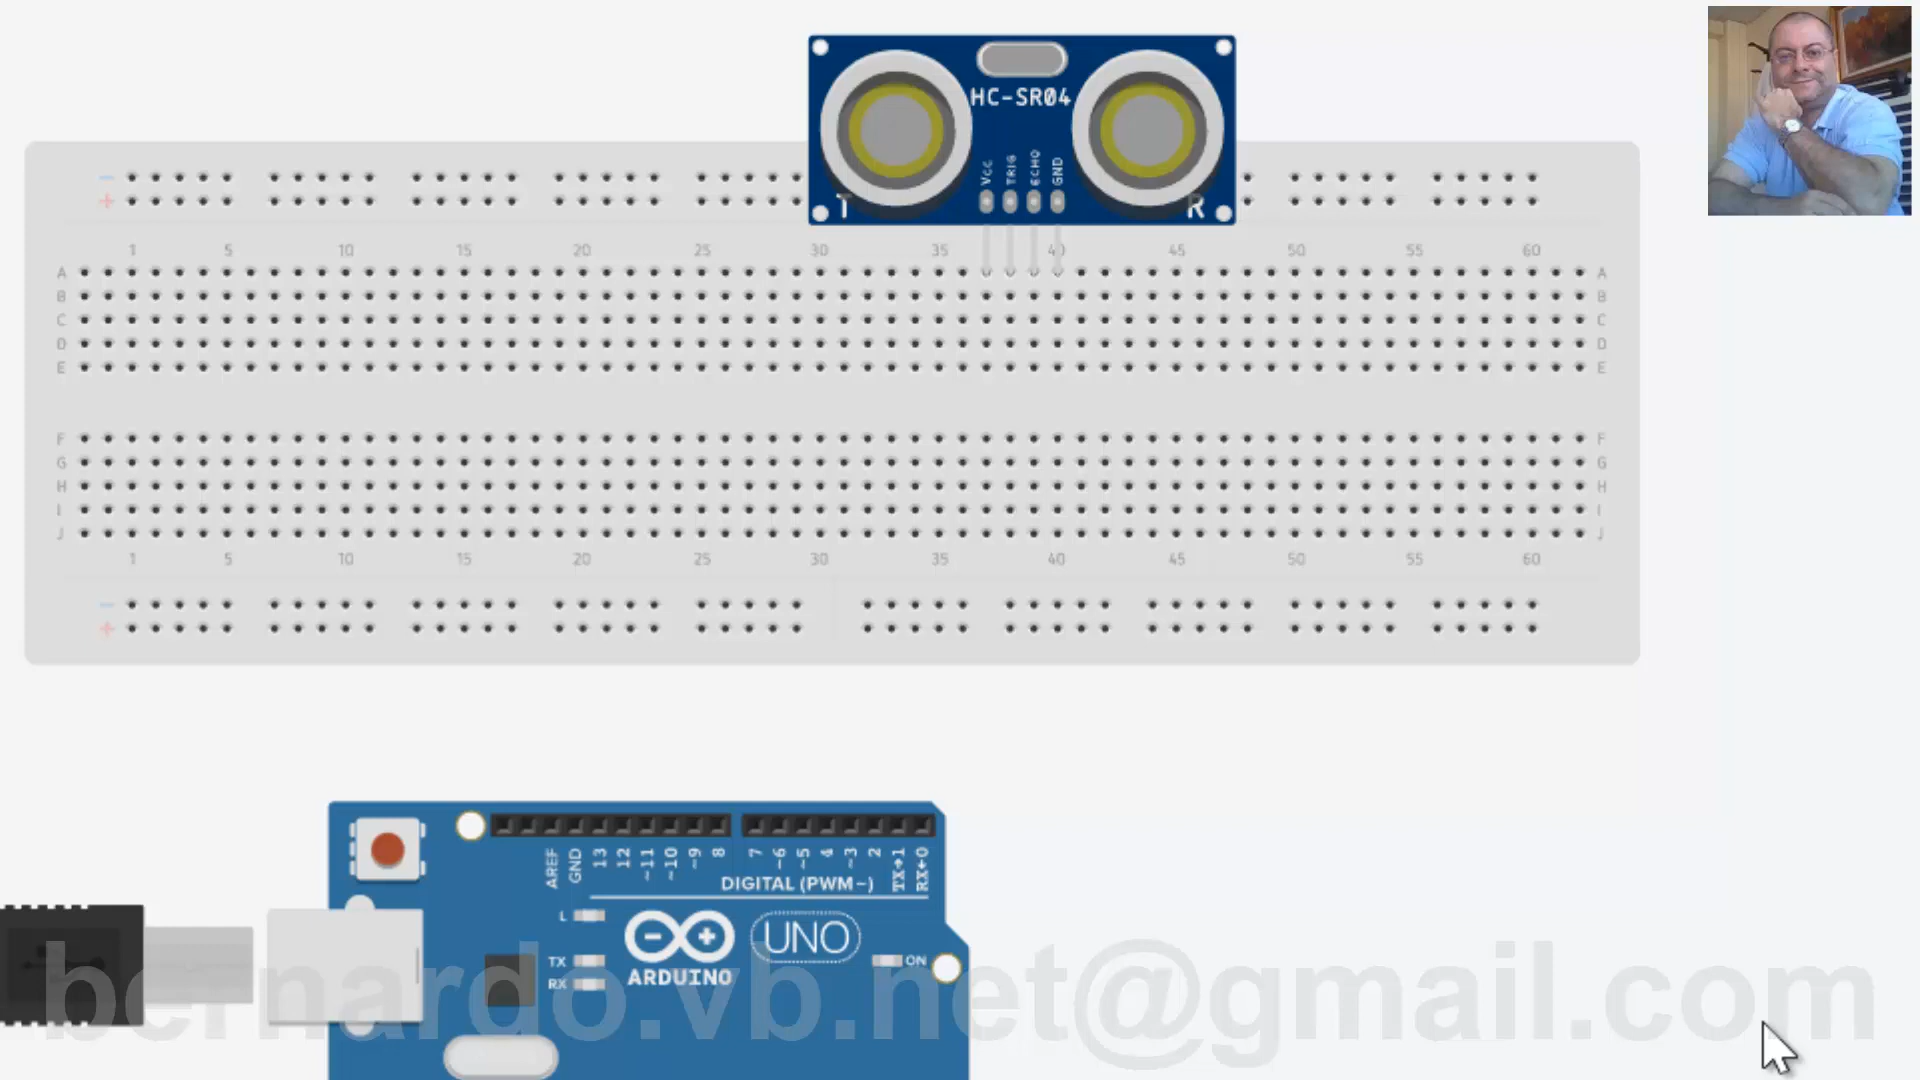 HC-SR04
VCC TRIG ECHO GND
T R
- +
1 5 10 15 20 25 30 35 40 45 50 55 60
A A
B B
C C
D D
E E
F F
G G
H H
I I
J J
1 5 10 15 20 25 30 35 40 45 50 55 60
- +
AREF GND 13 12 ~11 ~10 ~9 8 7 ~6 ~5 4 ~3 2 TX→1 RX←0
DIGITAL (PWM~)
L
UNO
TX ON
RX ARDUINO
bernardo.vb.net@gmail.com